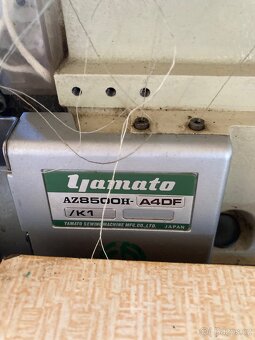 yamato
AZ8500H- A4DF
/K1
YAMATO SEWING MACHINE MFG.CO.,LTD. JAPAN